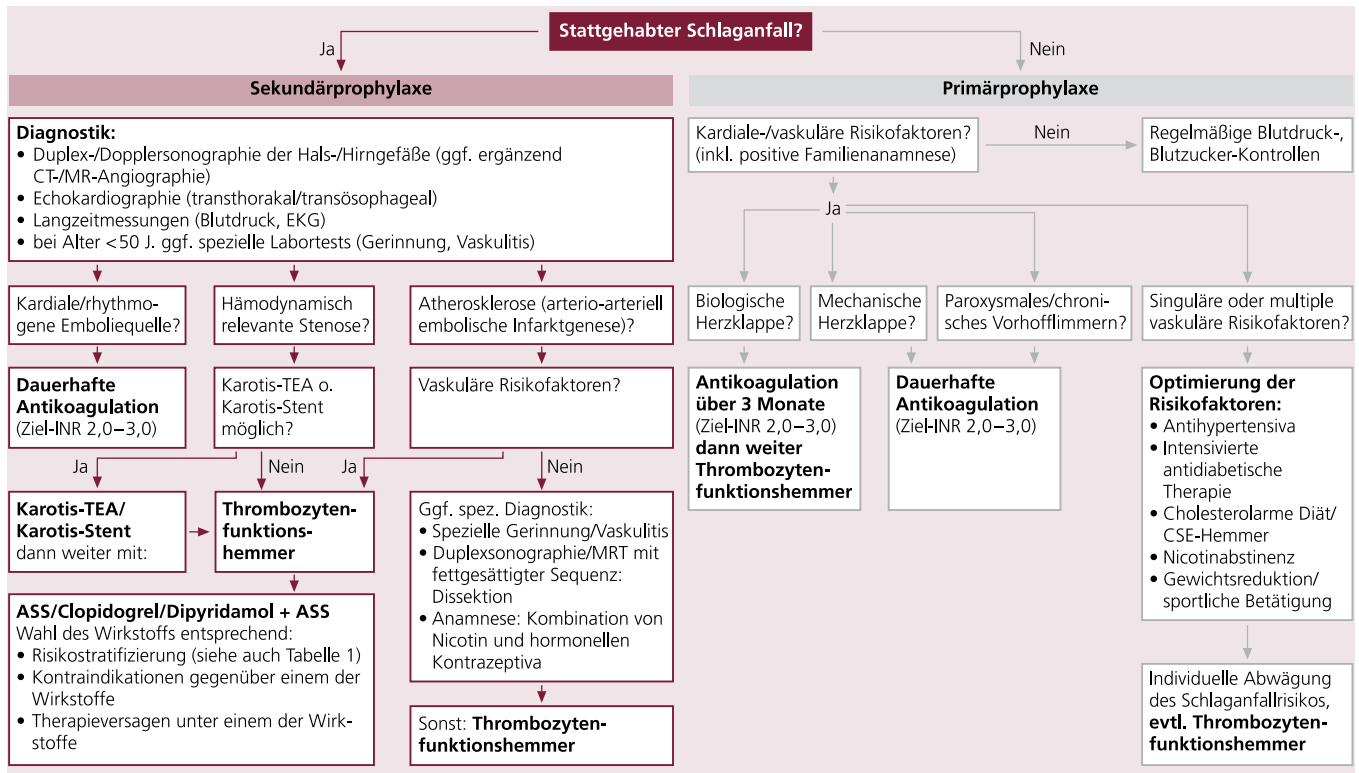 Stattgehabter Schlaganfall?
Ja
Nein
Sekundärprophylaxe
Diagnostik:
• Duplex-/Dopplersonographie der Hals-/Hirngefäße (ggf. ergänzend
CT-/MR-Angiographie)
• Echokardiographie (transthorakal/transösophageal)
• Langzeitmessungen (Blutdruck, EKG)
• bei Alter <50 J. ggf. spezielle Labortests (Gerinnung, Vaskulitis)
Kardiale/rhythmo-
gene Emboliequelle?
Hämodynamisch
relevante Stenose?
Atherosklerose (arterio-arteriell
embolische Infarktgenese)?
Dauerhafte
Antikoagulation
(Ziel-INR 2,0–3,0)
Karotis-TEA o.
Karotis-Stent
möglich?
Vaskuläre Risikofaktoren?
Ja
Nein
Ja
Nein
Karotis-TEA/
Karotis-Stent
dann weiter mit:
Thrombozyten-
funktions-
hemmer
Ggf. spez. Diagnostik:
• Spezielle Gerinnung/Vaskulitis
• Duplexsonographie/MRT mit
fettgesättigter Sequenz:
Dissektion
• Anamnese: Kombination von
Nicotin und hormonellen
Kontrazeptiva
ASS/Clopidogrel/Dipyridamol + ASS
Wahl des Wirkstoffs entsprechend:
• Risikostratifizierung (siehe auch Tabelle 1)
• Kontraindikationen gegenüber einem der
Wirkstoffe
• Therapieversagen unter einem der Wirk-
stoffe
Sonst: Thrombozyten-
funktionshemmer
Primärprophylaxe
Kardiale-/vaskuläre Risikofaktoren?
(inkl. positive Familienanamnese)
Nein
Regelmäßige Blutdruck-,
Blutzucker-Kontrollen
Ja
Biologische
Herzklappe?
Mechanische
Herzklappe?
Paroxysmales/chroni-
sches Vorhofflimmern?
Singuläre oder multiple
vaskuläre Risikofaktoren?
Antikoagulation
über 3 Monate
(Ziel-INR 2,0–3,0)
dann weiter
Thrombozyten-
funktionshemmer
Dauerhafte
Antikoagulation
(Ziel-INR 2,0–3,0)
Optimierung der
Risikofaktoren:
• Antihypertensiva
• Intensivierte
antidiabetische
Therapie
• Cholesterolarme Diät/
CSE-Hemmer
• Nicotinabstinenz
• Gewichtsreduktion/
sportliche Betätigung
Individuelle Abwägung
des Schlaganfallrisikos,
evtl. Thrombozyten-
funktionshemmer